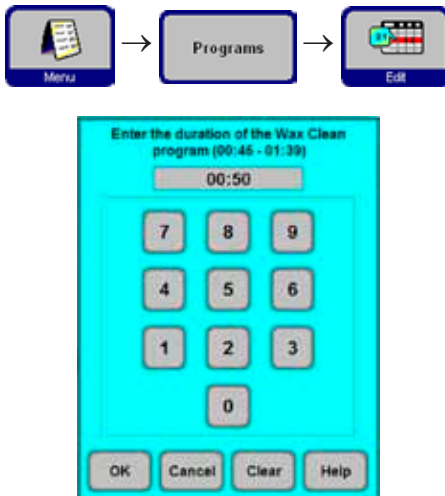 Menu → Programs → Edit
Enter the duration of the Wax Clean
program (00:45 - 01:39)
00:50
7 8 9
4 5 6
1 2 3
0
OK Cancel Clear Help